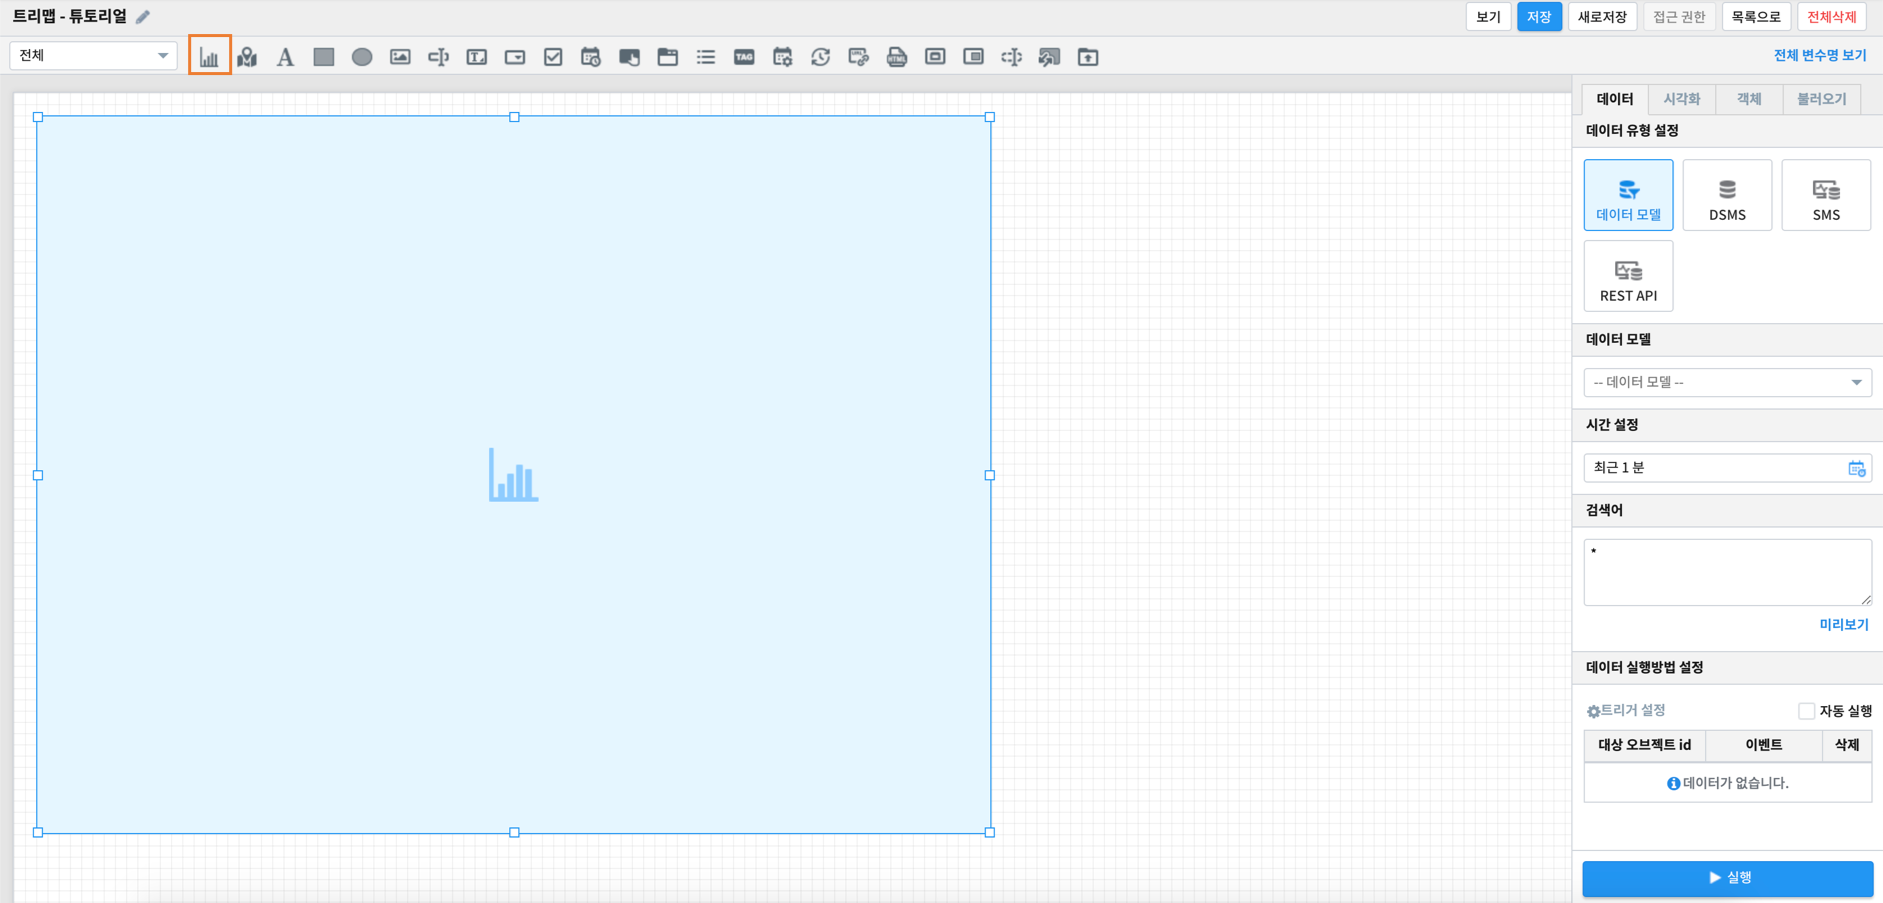 트리맵 - 튜토리얼
보기
저장
새로저장
접근 권한
목록으로
전체삭제
전체
A
T
TAG
URL
HTML
전체 변수명 보기
데이터
시각화
객체
불러오기
데이터 유형 설정
데이터 모델
DSMS
SMS
REST API
데이터 모델
-- 데이터 모델 --
시간 설정
최근 1 분
검색어
*
미리보기
데이터 실행방법 설정
트리거 설정
자동 실행
대상 오브젝트 id
이벤트
삭제
데이터가 없습니다.
실행